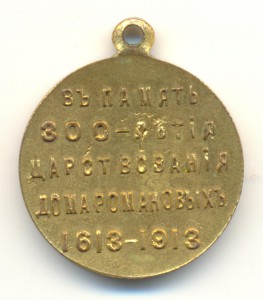 ВЪ ПАМЯТЬ
300-ЛѢТІЯ
ЦАРСТВОВАНІЯ
ДОМА РОМАНОВЫХЪ
1613-1913